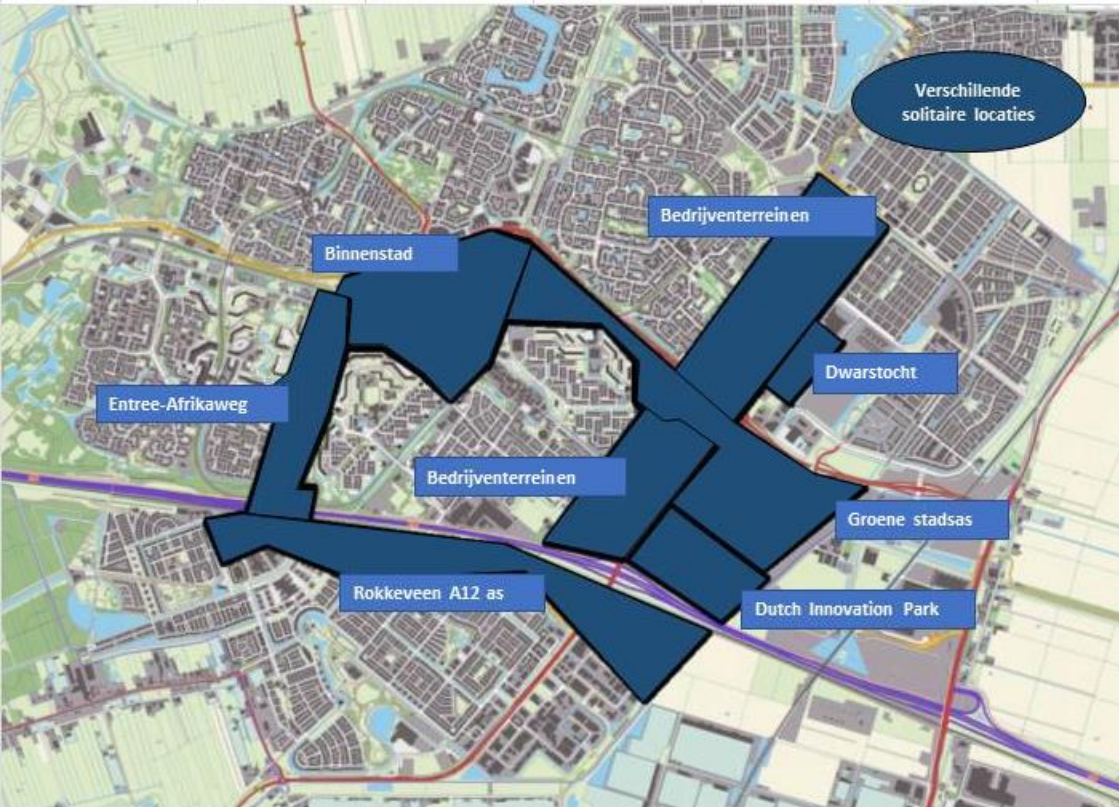 Verschillende
solitaire locaties
Bedrijventerreinen
Binnenstad
Dwarstocht
Entree-Afrikaweg
Bedrijventerreinen
Groene stadsas
Rokkeveen A12 as
Dutch Innovation Park